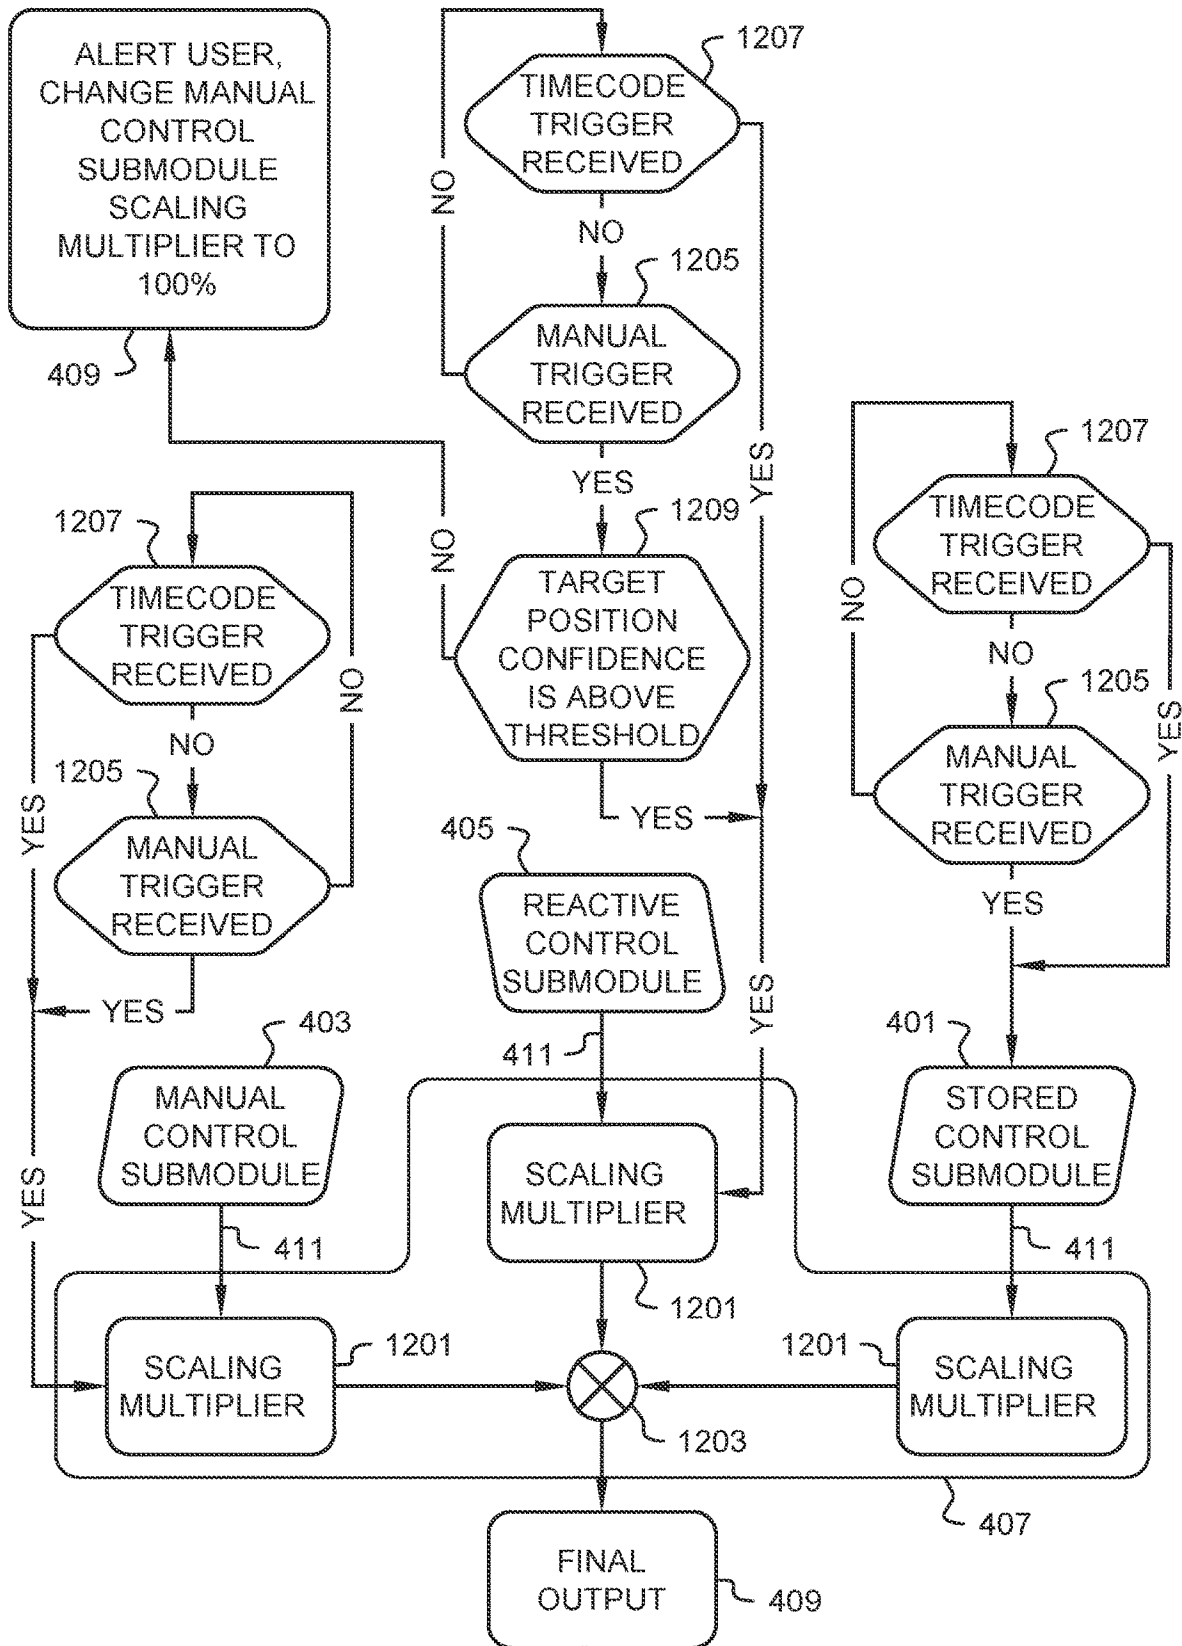 ALERT USER,
CHANGE MANUAL
CONTROL
SUBMODULE
SCALING
MULTIPLIER TO
100%
409
1207
TIMECODE
TRIGGER
RECEIVED
NO
NO
1205
MANUAL
TRIGGER
RECEIVED
YES
YES
1209
TARGET
POSITION
CONFIDENCE
IS ABOVE
THRESHOLD
NO
YES
YES
1207
TIMECODE
TRIGGER
RECEIVED
NO
NO
YES
1205
MANUAL
TRIGGER
RECEIVED
YES
YES
1207
TIMECODE
TRIGGER
RECEIVED
NO
NO
YES
1205
MANUAL
TRIGGER
RECEIVED
YES
405
REACTIVE
CONTROL
SUBMODULE
411
403
MANUAL
CONTROL
SUBMODULE
411
401
STORED
CONTROL
SUBMODULE
411
SCALING
MULTIPLIER
1201
SCALING
MULTIPLIER
1201
1201
SCALING
MULTIPLIER
1203
407
FINAL
OUTPUT
409